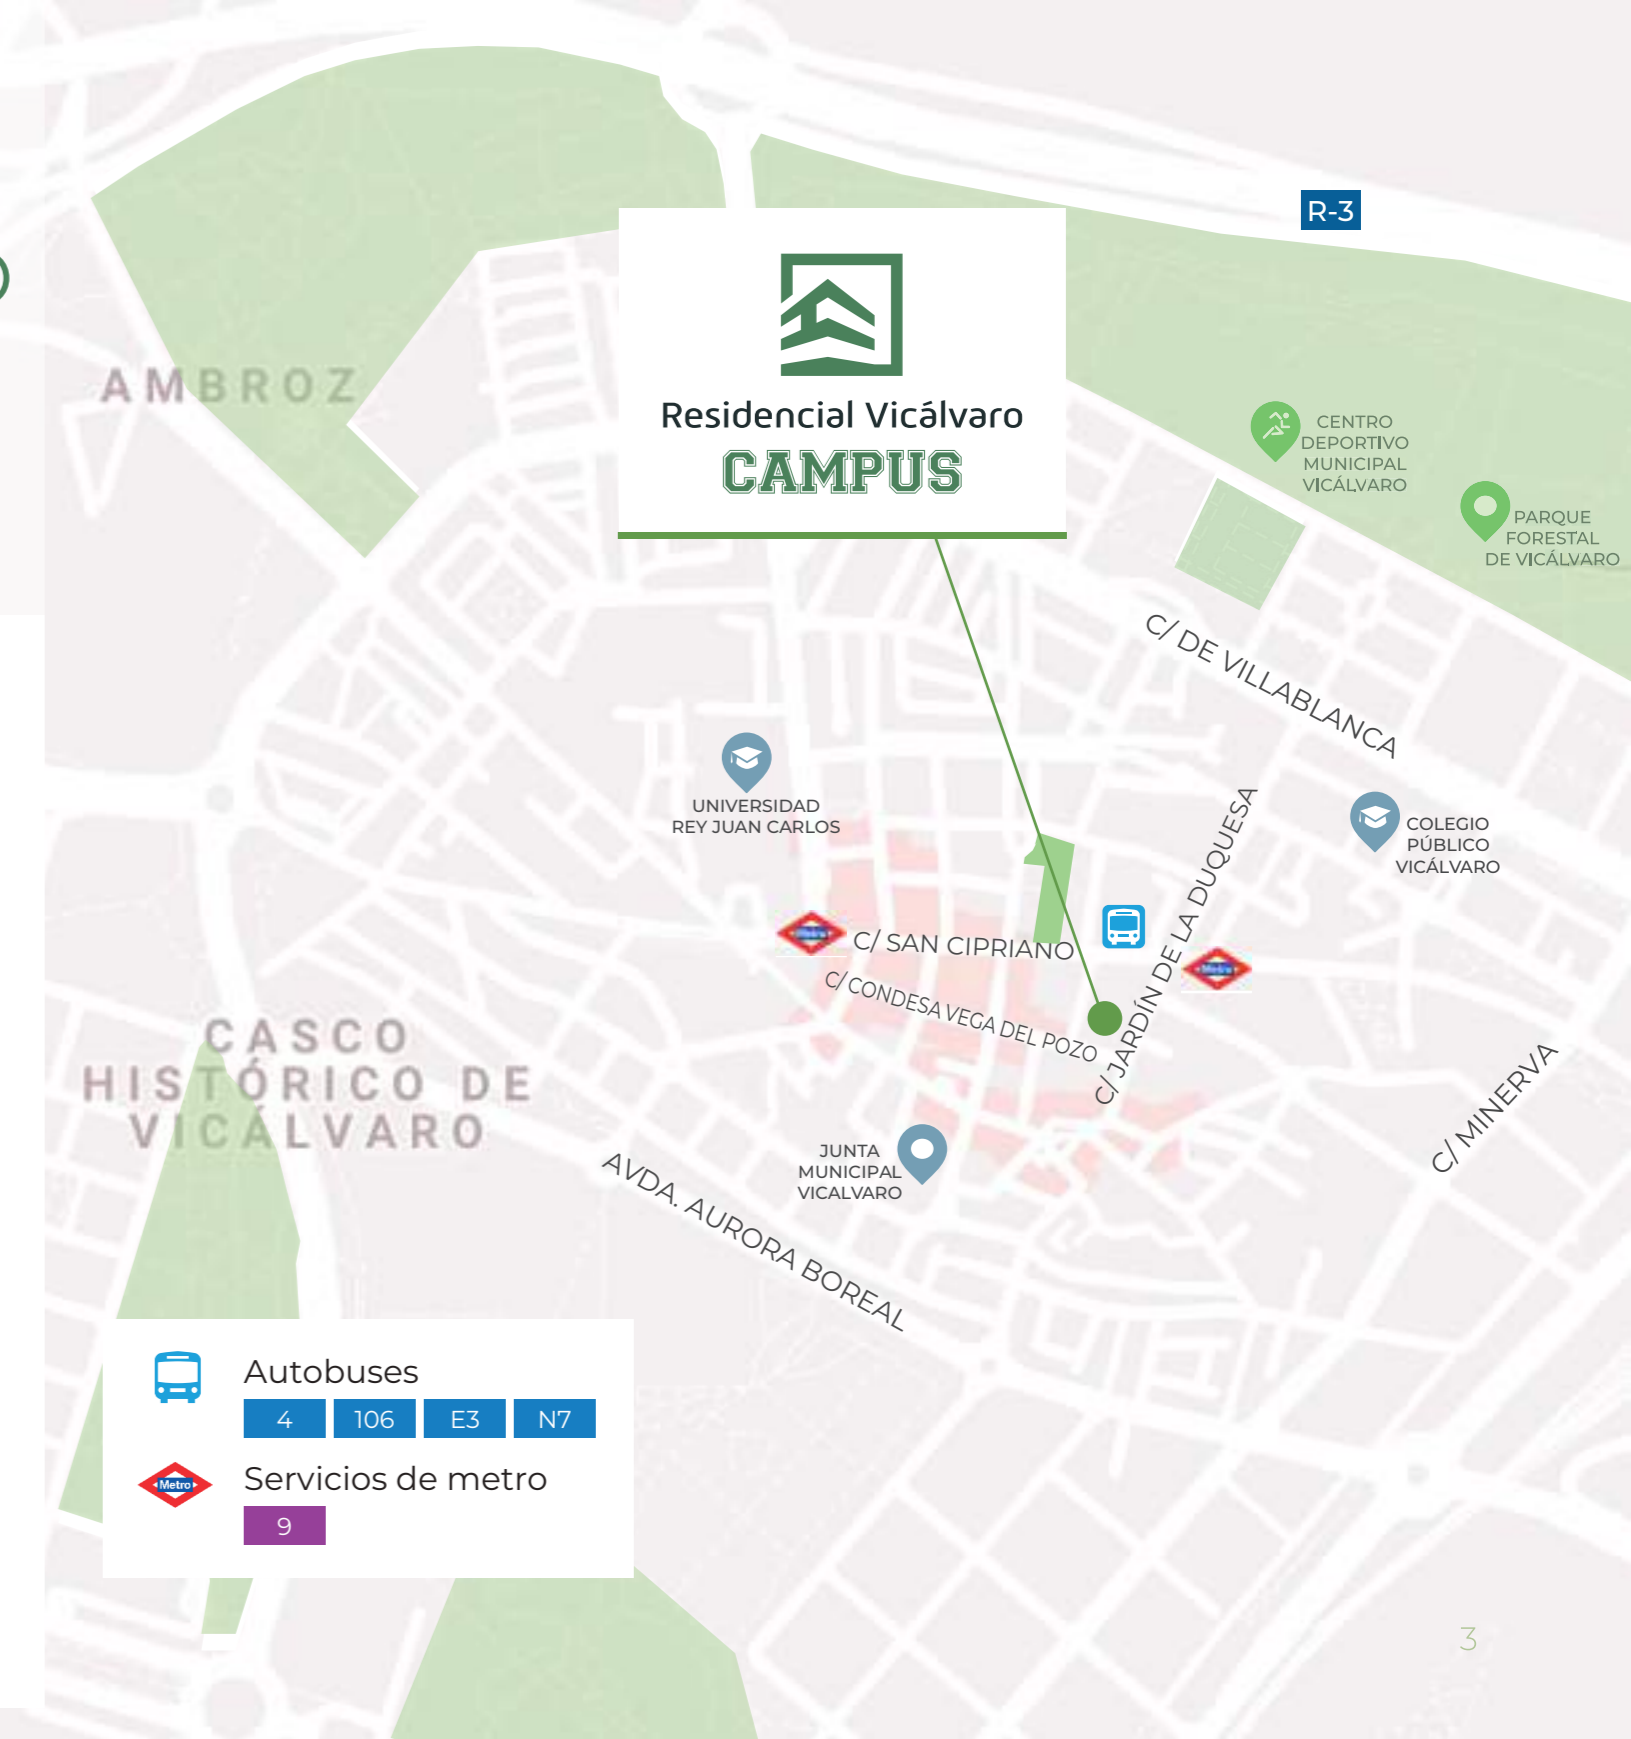 R-3
AMBROZ
Residencial Vicálvaro
CAMPUS
CENTRO
DEPORTIVO
MUNICIPAL
VICÁLVARO
PARQUE
FORESTAL
DE VICÁLVARO
C/ DE VILLABLANCA
UNIVERSIDAD
REY JUAN CARLOS
COLEGIO
PÚBLICO
VICÁLVARO
C/ JARDÍN DE LA DUQUESA
Metro
C/ SAN CIPRIANO
Metro
C/ CONDESA VEGA DEL POZO
CASCO
HISTÓRICO DE
VICÁLVARO
C/ MINERVA
JUNTA
MUNICIPAL
VICALVARO
AVDA. AURORA BOREAL
Autobuses
4 106 E3 N7
Metro
Servicios de metro
9
3